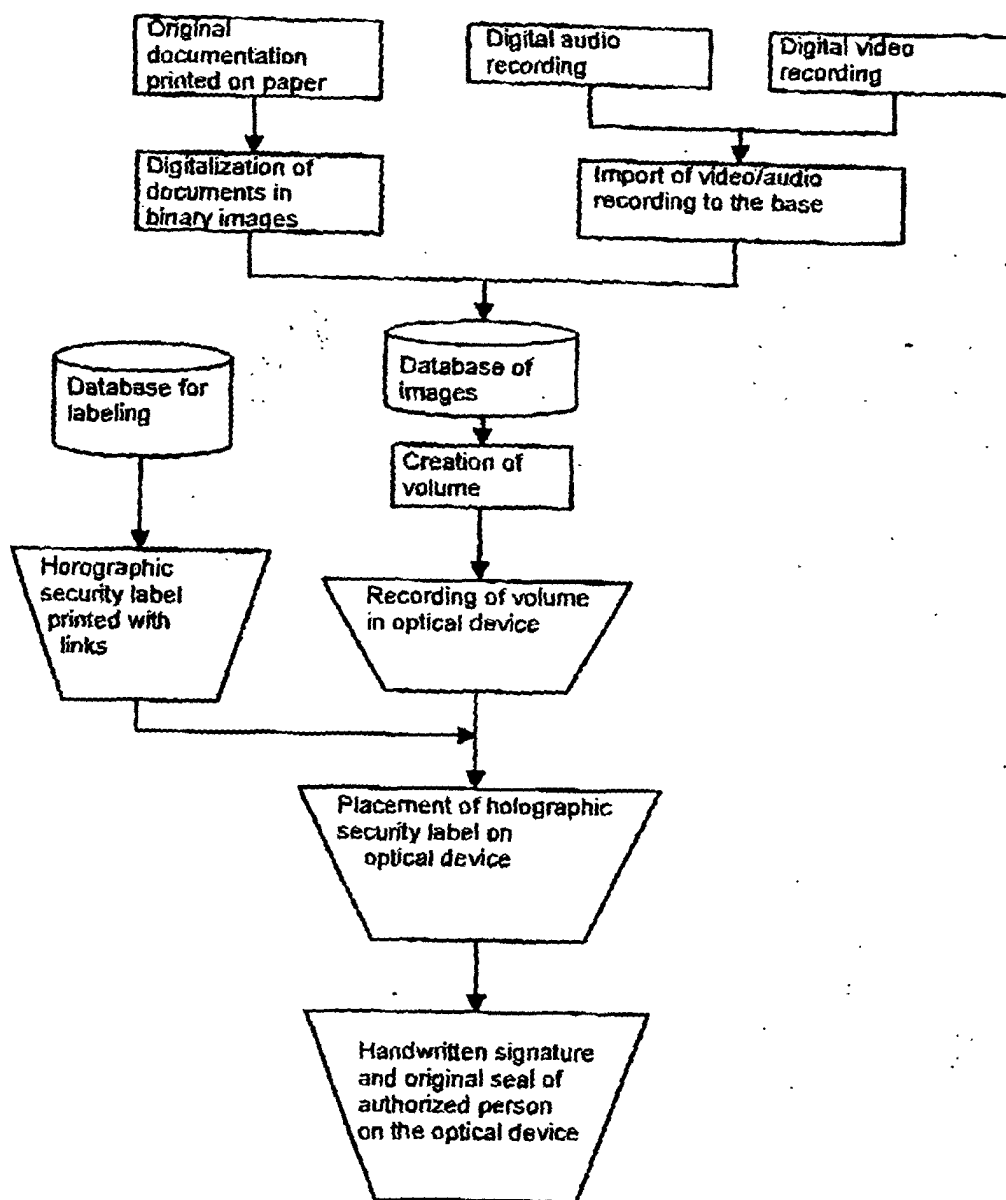 Original
documentation
printed on paper
Digital audio
recording
Digital video
recording
Digitalization of
documents in
binary images
Import of video/audio
recording to the base
Database for
labeling
Database of
images
Creation of
volume
Horographic
security label
printed with
links
Recording of volume
in optical device
Placement of holographic
security label on
optical device
Handwritten signature
and original seal of
authorized person
on the optical device